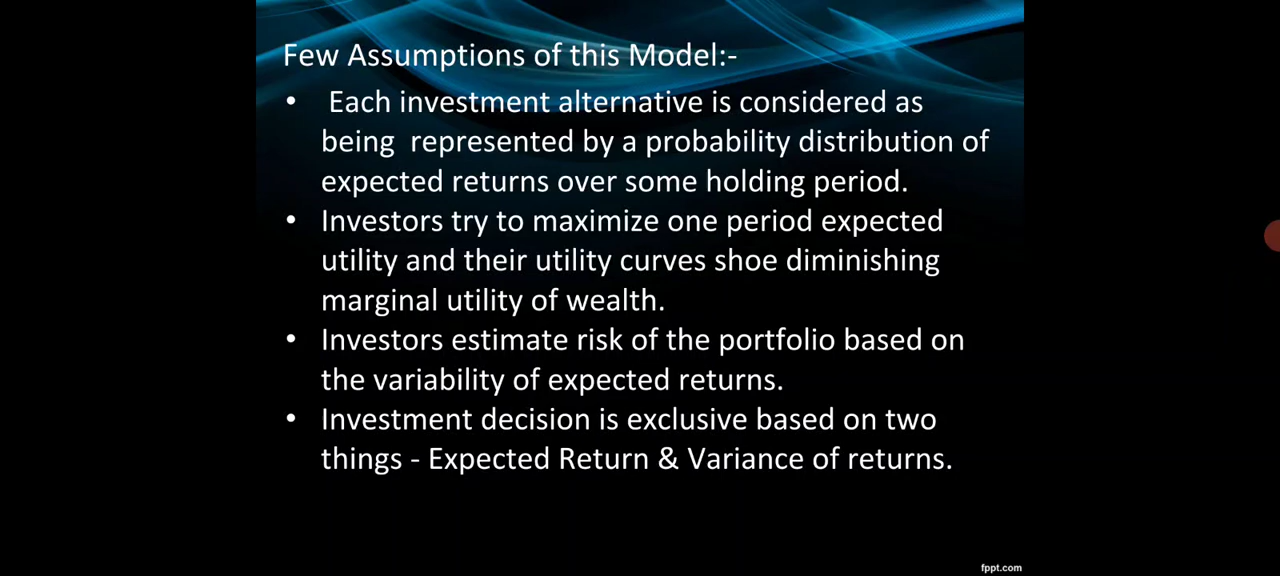 Few Assumptions of this Model:-
• Each investment alternative is considered as
being represented by a probability distribution of
expected returns over some holding period.
• Investors try to maximize one period expected
utility and their utility curves shoe diminishing
marginal utility of wealth.
• Investors estimate risk of the portfolio based on
the variability of expected returns.
• Investment decision is exclusive based on two
things - Expected Return & Variance of returns.
fppt.com